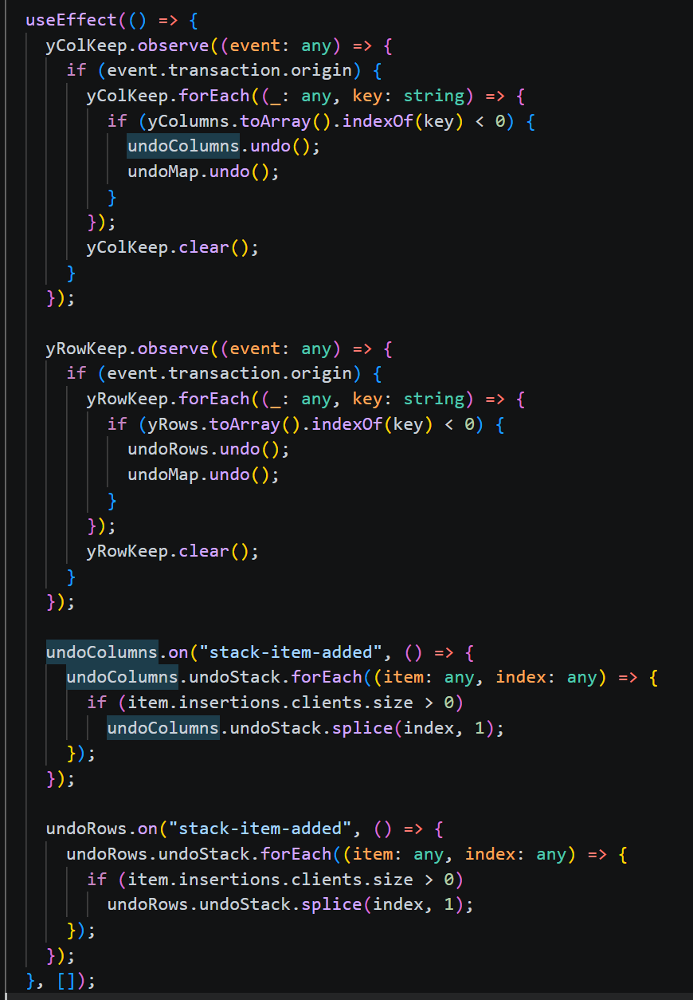 useEffect(() => {
  yColKeep.observe((event: any) => {
    if (event.transaction.origin) {
      yColKeep.forEach((_: any, key: string) => {
        if (yColumns.toArray().indexOf(key) < 0) {
          undoColumns.undo();
          undoMap.undo();
        }
      });
      yColKeep.clear();
    }
  });

  yRowKeep.observe((event: any) => {
    if (event.transaction.origin) {
      yRowKeep.forEach((_: any, key: string) => {
        if (yRows.toArray().indexOf(key) < 0) {
          undoRows.undo();
          undoMap.undo();
        }
      });
      yRowKeep.clear();
    }
  });

  undoColumns.on("stack-item-added", () => {
    undoColumns.undoStack.forEach((item: any, index: any) => {
      if (item.insertions.clients.size > 0)
        undoColumns.undoStack.splice(index, 1);
    });
  });

  undoRows.on("stack-item-added", () => {
    undoRows.undoStack.forEach((item: any, index: any) => {
      if (item.insertions.clients.size > 0)
        undoRows.undoStack.splice(index, 1);
    });
  });
}, []);